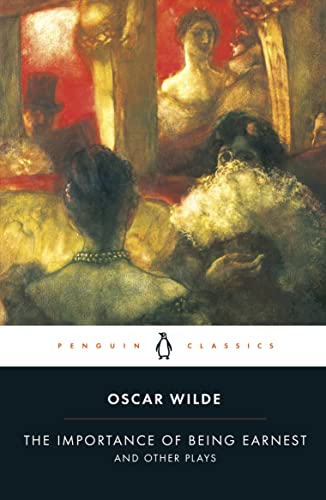 PENGUIN CLASSICS
OSCAR WILDE
THE IMPORTANCE OF BEING EARNEST
AND OTHER PLAYS